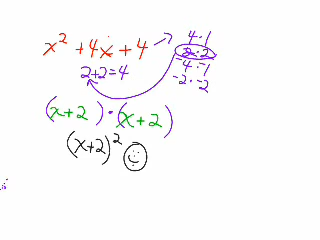 x² + 4x + 4
4 · 1
2 · 2
-4 · -1
-2 · -2
2+2=4
(x+2) · (x+2)
(x+2)²